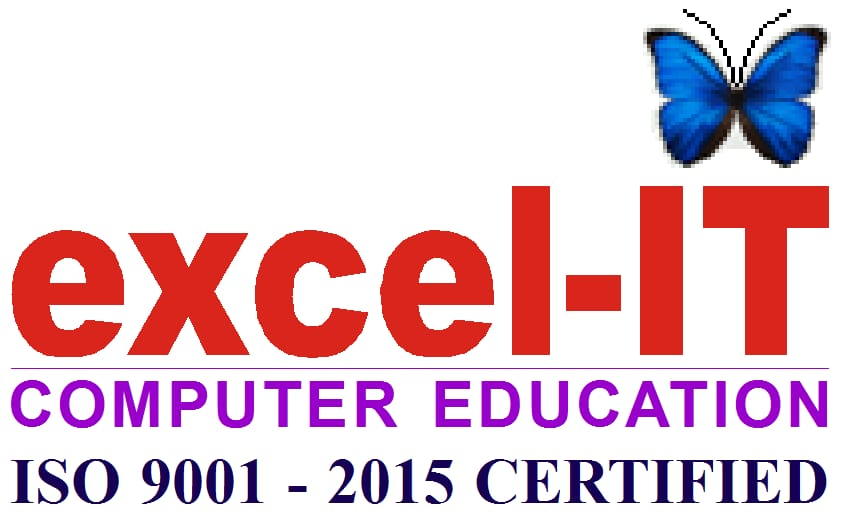 excel-IT
COMPUTER EDUCATION
ISO 9001 - 2015 CERTIFIED